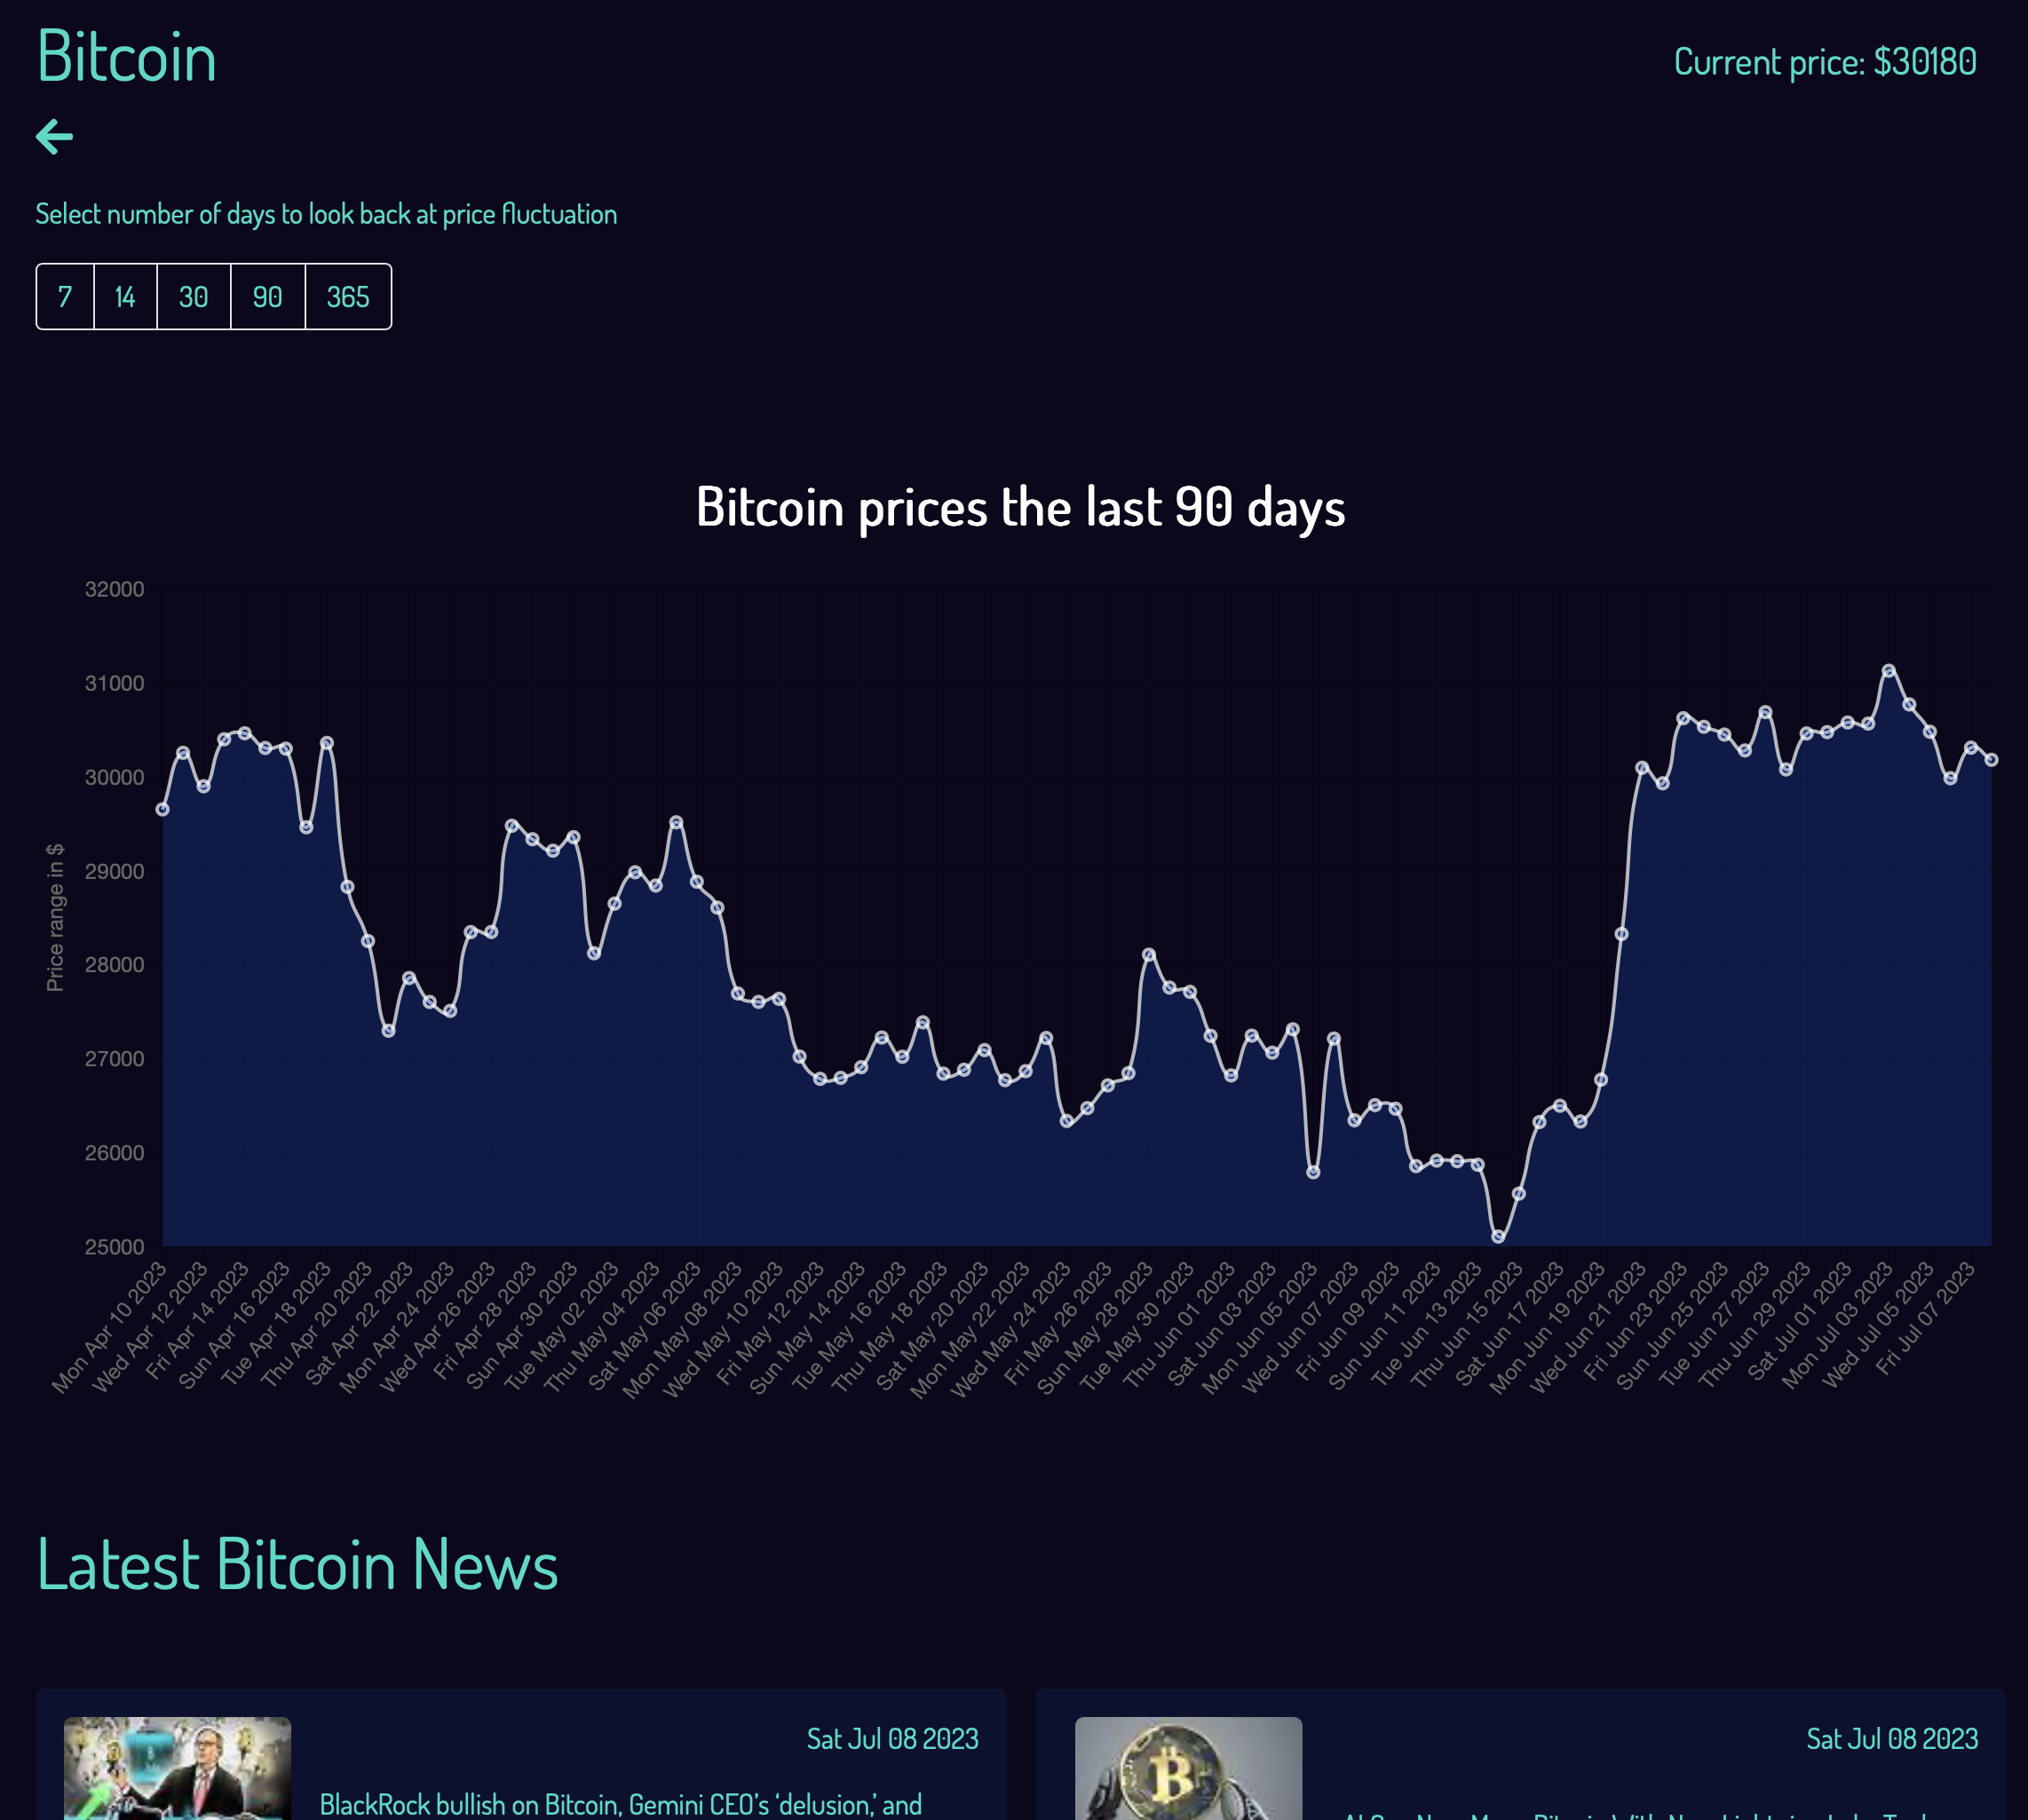 Bitcoin
Current price: $30180
Select number of days to look back at price fluctuation
7 14 30 90 365
Bitcoin prices the last 90 days
32000
31000
30000
29000
28000
27000
26000
25000
Price range in $
Mon Apr 10 2023
Wed Apr 12 2023
Fri Apr 14 2023
Sun Apr 16 2023
Tue Apr 18 2023
Thu Apr 20 2023
Sat Apr 22 2023
Mon Apr 24 2023
Wed Apr 26 2023
Fri Apr 28 2023
Sun Apr 30 2023
Tue May 02 2023
Thu May 04 2023
Sat May 06 2023
Mon May 08 2023
Wed May 10 2023
Fri May 12 2023
Sun May 14 2023
Tue May 16 2023
Thu May 18 2023
Sat May 20 2023
Mon May 22 2023
Wed May 24 2023
Fri May 26 2023
Sun May 28 2023
Tue May 30 2023
Thu Jun 01 2023
Sat Jun 03 2023
Mon Jun 05 2023
Wed Jun 07 2023
Fri Jun 09 2023
Sun Jun 11 2023
Tue Jun 13 2023
Thu Jun 15 2023
Sat Jun 17 2023
Mon Jun 19 2023
Wed Jun 21 2023
Fri Jun 23 2023
Sun Jun 25 2023
Tue Jun 27 2023
Thu Jun 29 2023
Sat Jul 01 2023
Mon Jul 03 2023
Wed Jul 05 2023
Fri Jul 07 2023
Latest Bitcoin News
Sat Jul 08 2023
BlackRock bullish on Bitcoin, Gemini CEO's ‘delusion,’ and
Sat Jul 08 2023